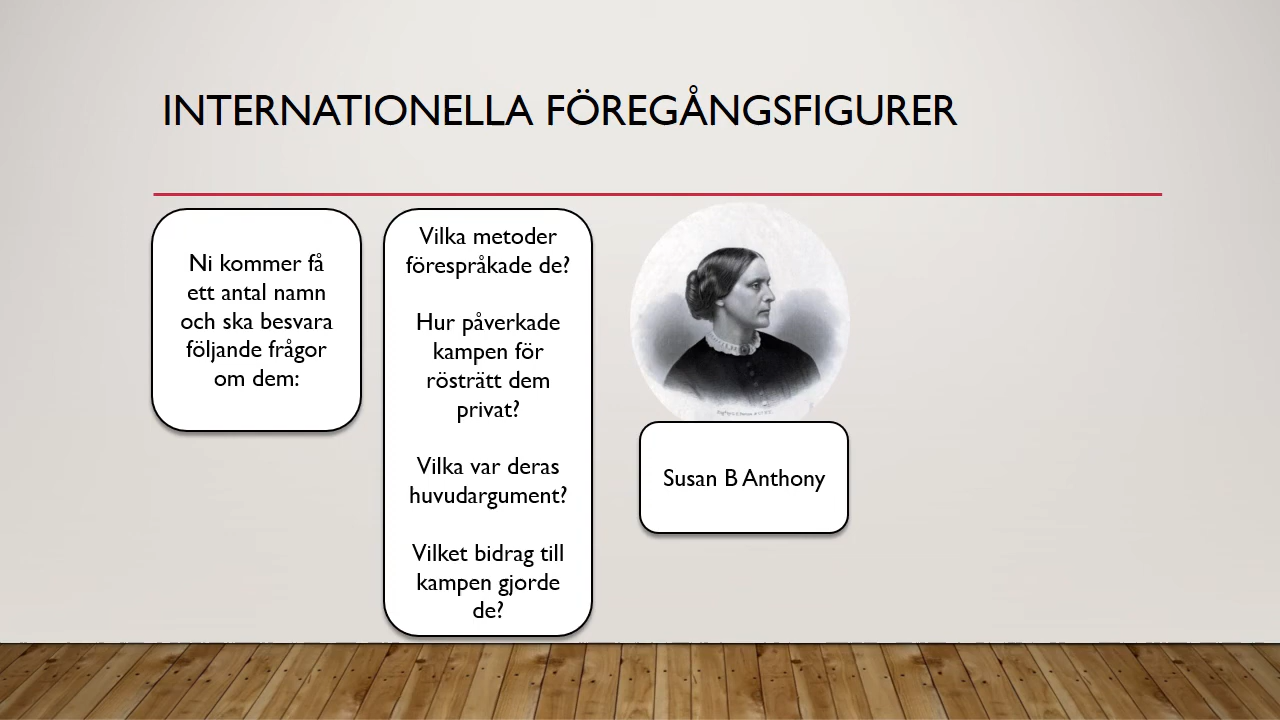 INTERNATIONELLA FÖREGÅNGSFIGURER
Ni kommer få
ett antal namn
och ska besvara
följande frågor
om dem:
Vilka metoder
förespråkade de?
Hur påverkade
kampen för
rösträtt dem
privat?
Vilka var deras
huvudargument?
Vilket bidrag till
kampen gjorde
de?
Susan B Anthony